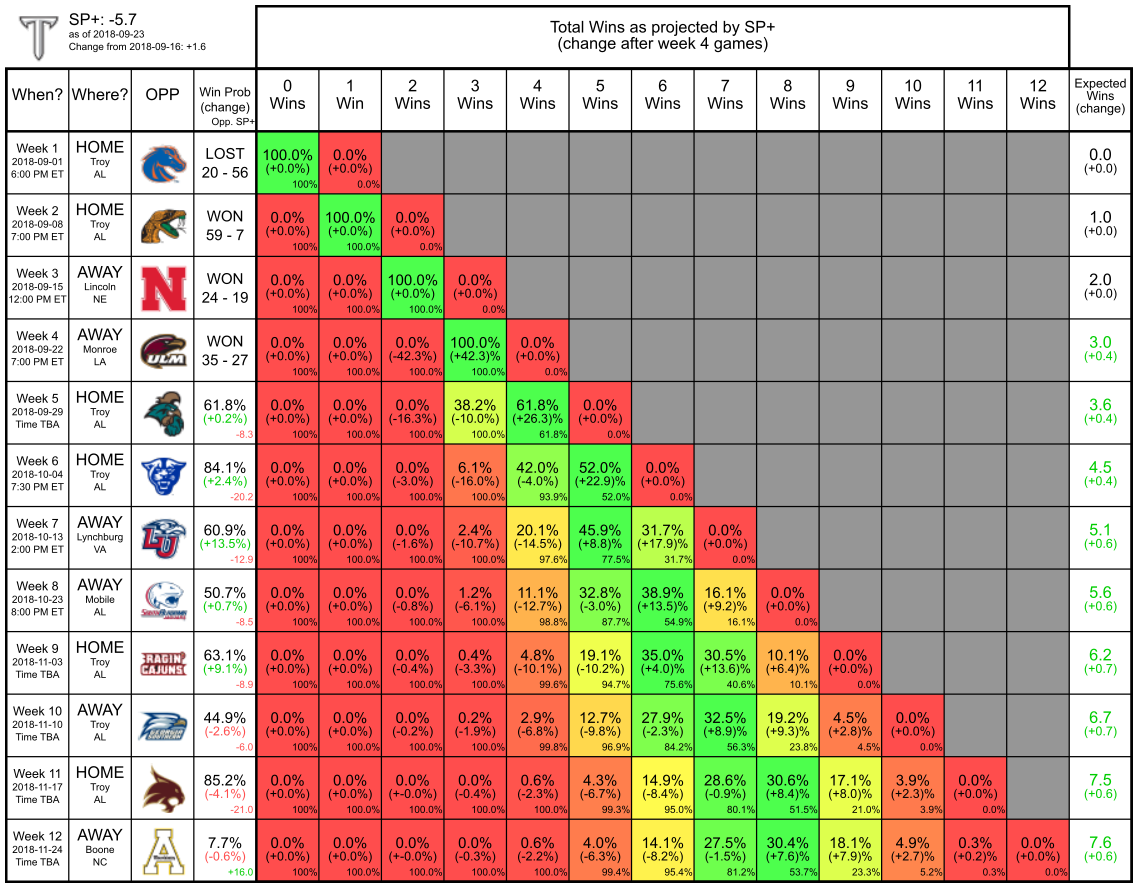 SP+: -5.7
as of 2018-09-23
Change from 2018-09-16: +1.6
Total Wins as projected by SP+
(change after week 4 games)
When? Where? OPP Win Prob (change) Opp. SP+ 0 Wins 1 Win 2 Wins 3 Wins 4 Wins 5 Wins 6 Wins 7 Wins 8 Wins 9 Wins 10 Wins 11 Wins 12 Wins Expected Wins (change)
Week 1 HOME LOST 100.0% 0.0% 0.0
2018-09-01 Troy 20 - 56 (+0.0%) (+0.0%) (+0.0)
6:00 PM ET AL 100% 0.0%
Week 2 HOME WON 0.0% 100.0% 0.0% 1.0
2018-09-08 Troy 59 - 7 (+0.0%) (+0.0%) (+0.0%) (+0.0)
7:00 PM ET AL 100% 100.0% 0.0%
Week 3 AWAY N WON 0.0% 0.0% 100.0% 0.0% 2.0
2018-09-15 Lincoln 24 - 19 (+0.0%) (+0.0%) (+0.0%) (+0.0%) (+0.0)
12:00 PM ET NE 100% 100.0% 100.0% 0.0%
Week 4 AWAY ULM WON 0.0% 0.0% 0.0% 100.0% 0.0% 3.0
2018-09-22 Monroe 35 - 27 (+0.0%) (+0.0%) (-42.3%) (+42.3)% (+0.0%) (+0.4)
7:00 PM ET LA 100% 100.0% 100.0% 100.0% 0.0%
Week 5 HOME 61.8% 0.0% 0.0% 0.0% 38.2% 61.8% 0.0% 3.6
2018-09-29 Troy (+0.2%) (+0.0%) (+0.0%) (-16.3%) (-10.0%) (+26.3)% (+0.0%) (+0.4)
Time TBA AL -8.3 100% 100.0% 100.0% 100.0% 61.8% 0.0%
Week 6 HOME 84.1% 0.0% 0.0% 0.0% 6.1% 42.0% 52.0% 0.0% 4.5
2018-10-04 Troy (+2.4%) (+0.0%) (+0.0%) (-3.0%) (-16.0%) (-4.0%) (+22.9)% (+0.0%) (+0.4)
7:30 PM ET AL -20.2 100% 100.0% 100.0% 100.0% 93.9% 52.0% 0.0%
Week 7 AWAY LU 60.9% 0.0% 0.0% 0.0% 2.4% 20.1% 45.9% 31.7% 0.0% 5.1
2018-10-13 Lynchburg (+13.5%) (+0.0%) (+0.0%) (-1.6%) (-10.7%) (-14.5%) (+8.8)% (+17.9)% (+0.0%) (+0.6)
2:00 PM ET VA -12.9 100% 100.0% 100.0% 100.0% 97.6% 77.5% 31.7% 0.0%
Week 8 AWAY 50.7% 0.0% 0.0% 0.0% 1.2% 11.1% 32.8% 38.9% 16.1% 0.0% 5.6
2018-10-23 Mobile (+0.7%) (+0.0%) (+0.0%) (-0.8%) (-6.1%) (-12.7%) (-3.0%) (+13.5)% (+9.2)% (+0.0%) (+0.6)
8:00 PM ET AL -8.5 100% 100.0% 100.0% 100.0% 98.8% 87.7% 54.9% 16.1% 0.0%
Week 9 HOME RAGIN' CAJUNS 63.1% 0.0% 0.0% 0.0% 0.4% 4.8% 19.1% 35.0% 30.5% 10.1% 0.0% 6.2
2018-11-03 Troy (+9.1%) (+0.0%) (+0.0%) (-0.4%) (-3.3%) (-10.1%) (-10.2%) (+4.0)% (+13.6)% (+6.4)% (+0.0%) (+0.7)
Time TBA AL -8.9 100% 100.0% 100.0% 100.0% 99.6% 94.7% 75.6% 40.6% 10.1% 0.0%
Week 10 AWAY GEORGIA SOUTHERN 44.9% 0.0% 0.0% 0.0% 0.2% 2.9% 12.7% 27.9% 32.5% 19.2% 4.5% 0.0% 6.7
2018-11-10 Troy (-2.6%) (+0.0%) (+0.0%) (-0.2%) (-1.9%) (-6.8%) (-9.8%) (-2.3%) (+8.9)% (+9.3)% (+2.8)% (+0.0%) (+0.7)
Time TBA AL -6.0 100% 100.0% 100.0% 100.0% 99.8% 96.9% 84.2% 56.3% 23.8% 4.5% 0.0%
Week 11 HOME 85.2% 0.0% 0.0% 0.0% 0.0% 0.6% 4.3% 14.9% 28.6% 30.6% 17.1% 3.9% 0.0% 7.5
2018-11-17 Troy (-4.1%) (+0.0%) (+0.0%) (+-0.0%) (-0.4%) (-2.3%) (-6.7%) (-8.4%) (-0.9%) (+8.4)% (+8.0)% (+2.3)% (+0.0%) (+0.6)
Time TBA AL -21.0 100% 100.0% 100.0% 100.0% 100.0% 99.3% 95.0% 80.1% 51.5% 21.0% 3.9% 0.0%
Week 12 AWAY A 7.7% 0.0% 0.0% 0.0% 0.0% 0.6% 4.0% 14.1% 27.5% 30.4% 18.1% 4.9% 0.3% 0.0% 7.6
2018-11-24 Boone (-0.6%) (+0.0%) (+0.0%) (+-0.0%) (-0.3%) (-2.2%) (-6.3%) (-8.2%) (-1.5%) (+7.6)% (+7.9)% (+2.7)% (+0.2)% (+0.0%) (+0.6)
Time TBA NC +16.0 100% 100.0% 100.0% 100.0% 100.0% 99.4% 95.4% 81.2% 53.7% 23.3% 5.2% 0.3% 0.0%